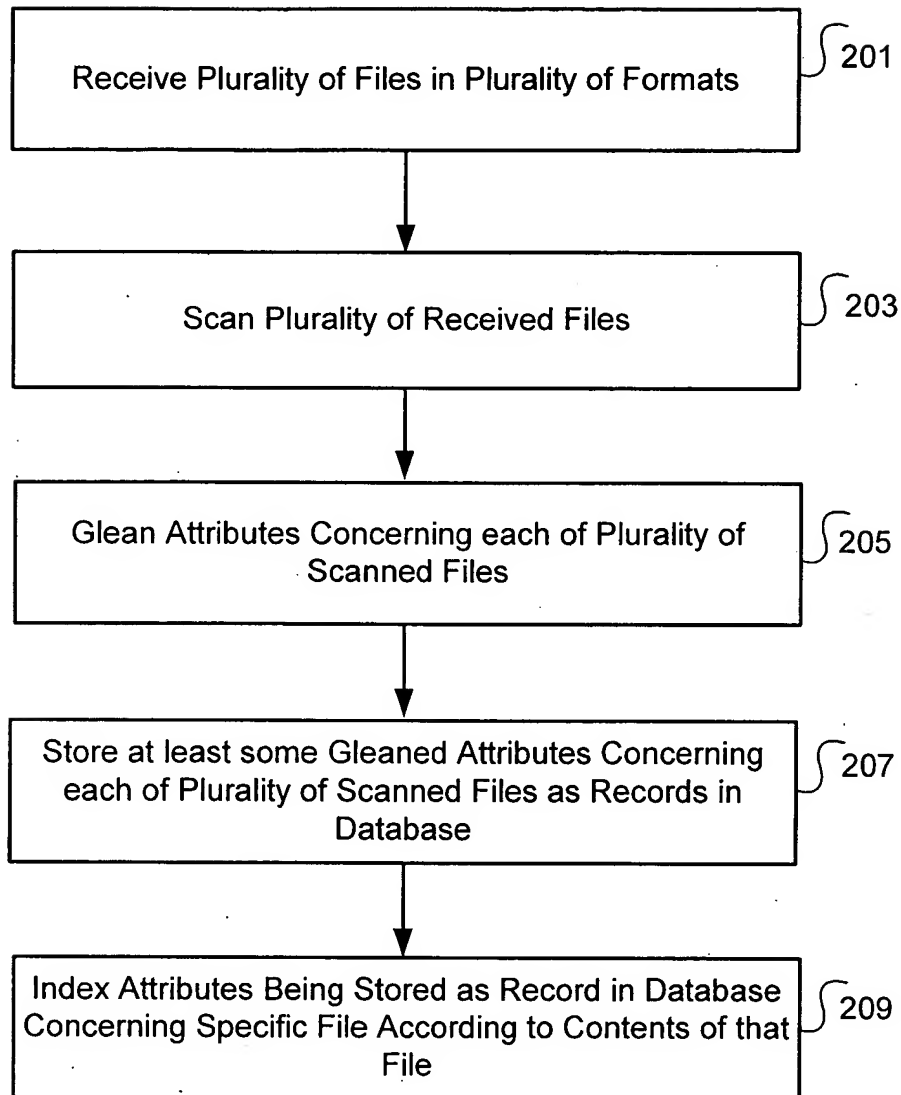 Receive Plurality of Files in Plurality of Formats
201
Scan Plurality of Received Files
203
Glean Attributes Concerning each of Plurality of
Scanned Files
205
Store at least some Gleaned Attributes Concerning
each of Plurality of Scanned Files as Records in
Database
207
Index Attributes Being Stored as Record in Database
Concerning Specific File According to Contents of that
File
209